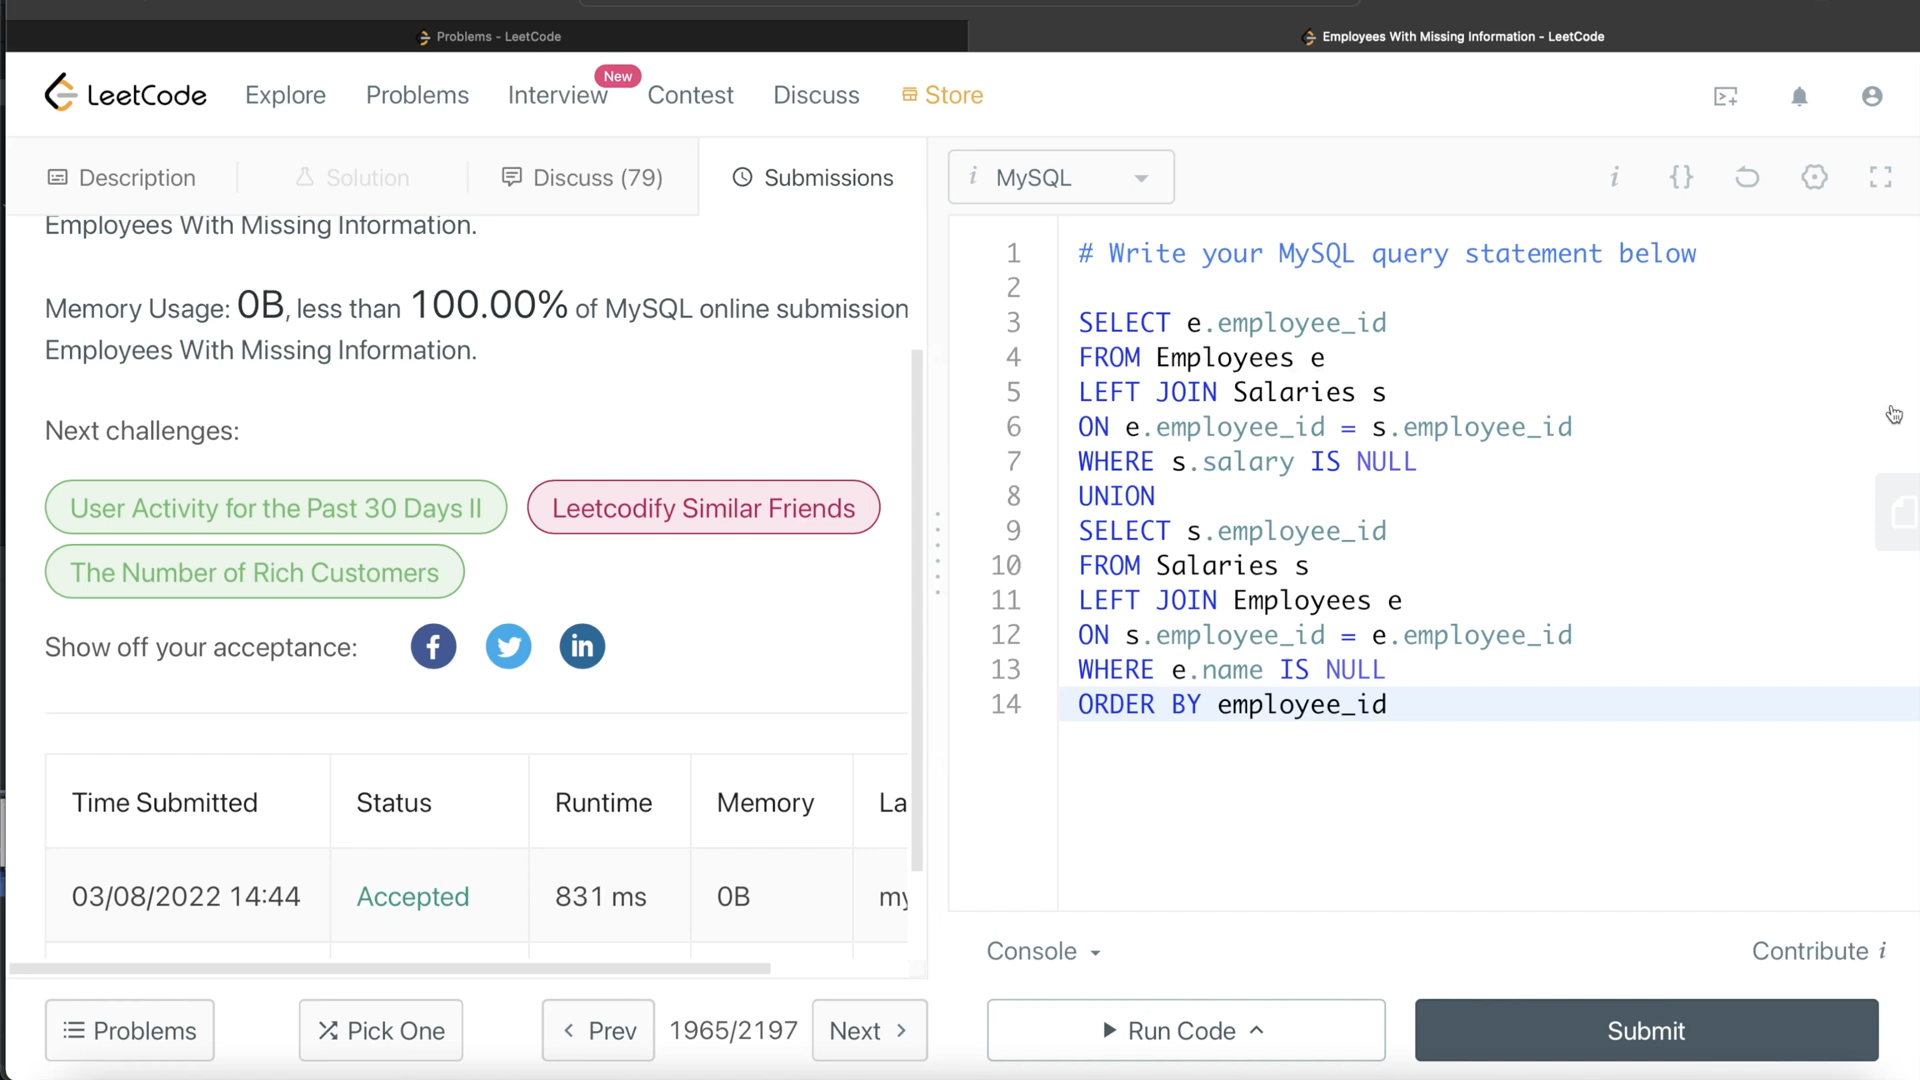 Problems - LeetCode
Employees With Missing Information - LeetCode
LeetCode
Explore
Problems
Interview
New
Contest
Discuss
Store
Description
Solution
Discuss (79)
Submissions
Employees With Missing Information.
Memory Usage: 0B, less than 100.00% of MySQL online submission
Employees With Missing Information.
Next challenges:
User Activity for the Past 30 Days II
Leetcodify Similar Friends
The Number of Rich Customers
Show off your acceptance:
Time Submitted Status Runtime Memory La
03/08/2022 14:44 Accepted 831 ms 0B my
Problems
Pick One
Prev
1965/2197
Next
i MySQL
1 # Write your MySQL query statement below
2
3 SELECT e.employee_id
4 FROM Employees e
5 LEFT JOIN Salaries s
6 ON e.employee_id = s.employee_id
7 WHERE s.salary IS NULL
8 UNION
9 SELECT s.employee_id
10 FROM Salaries s
11 LEFT JOIN Employees e
12 ON s.employee_id = e.employee_id
13 WHERE e.name IS NULL
14 ORDER BY employee_id
Console
Contribute i
Run Code
Submit